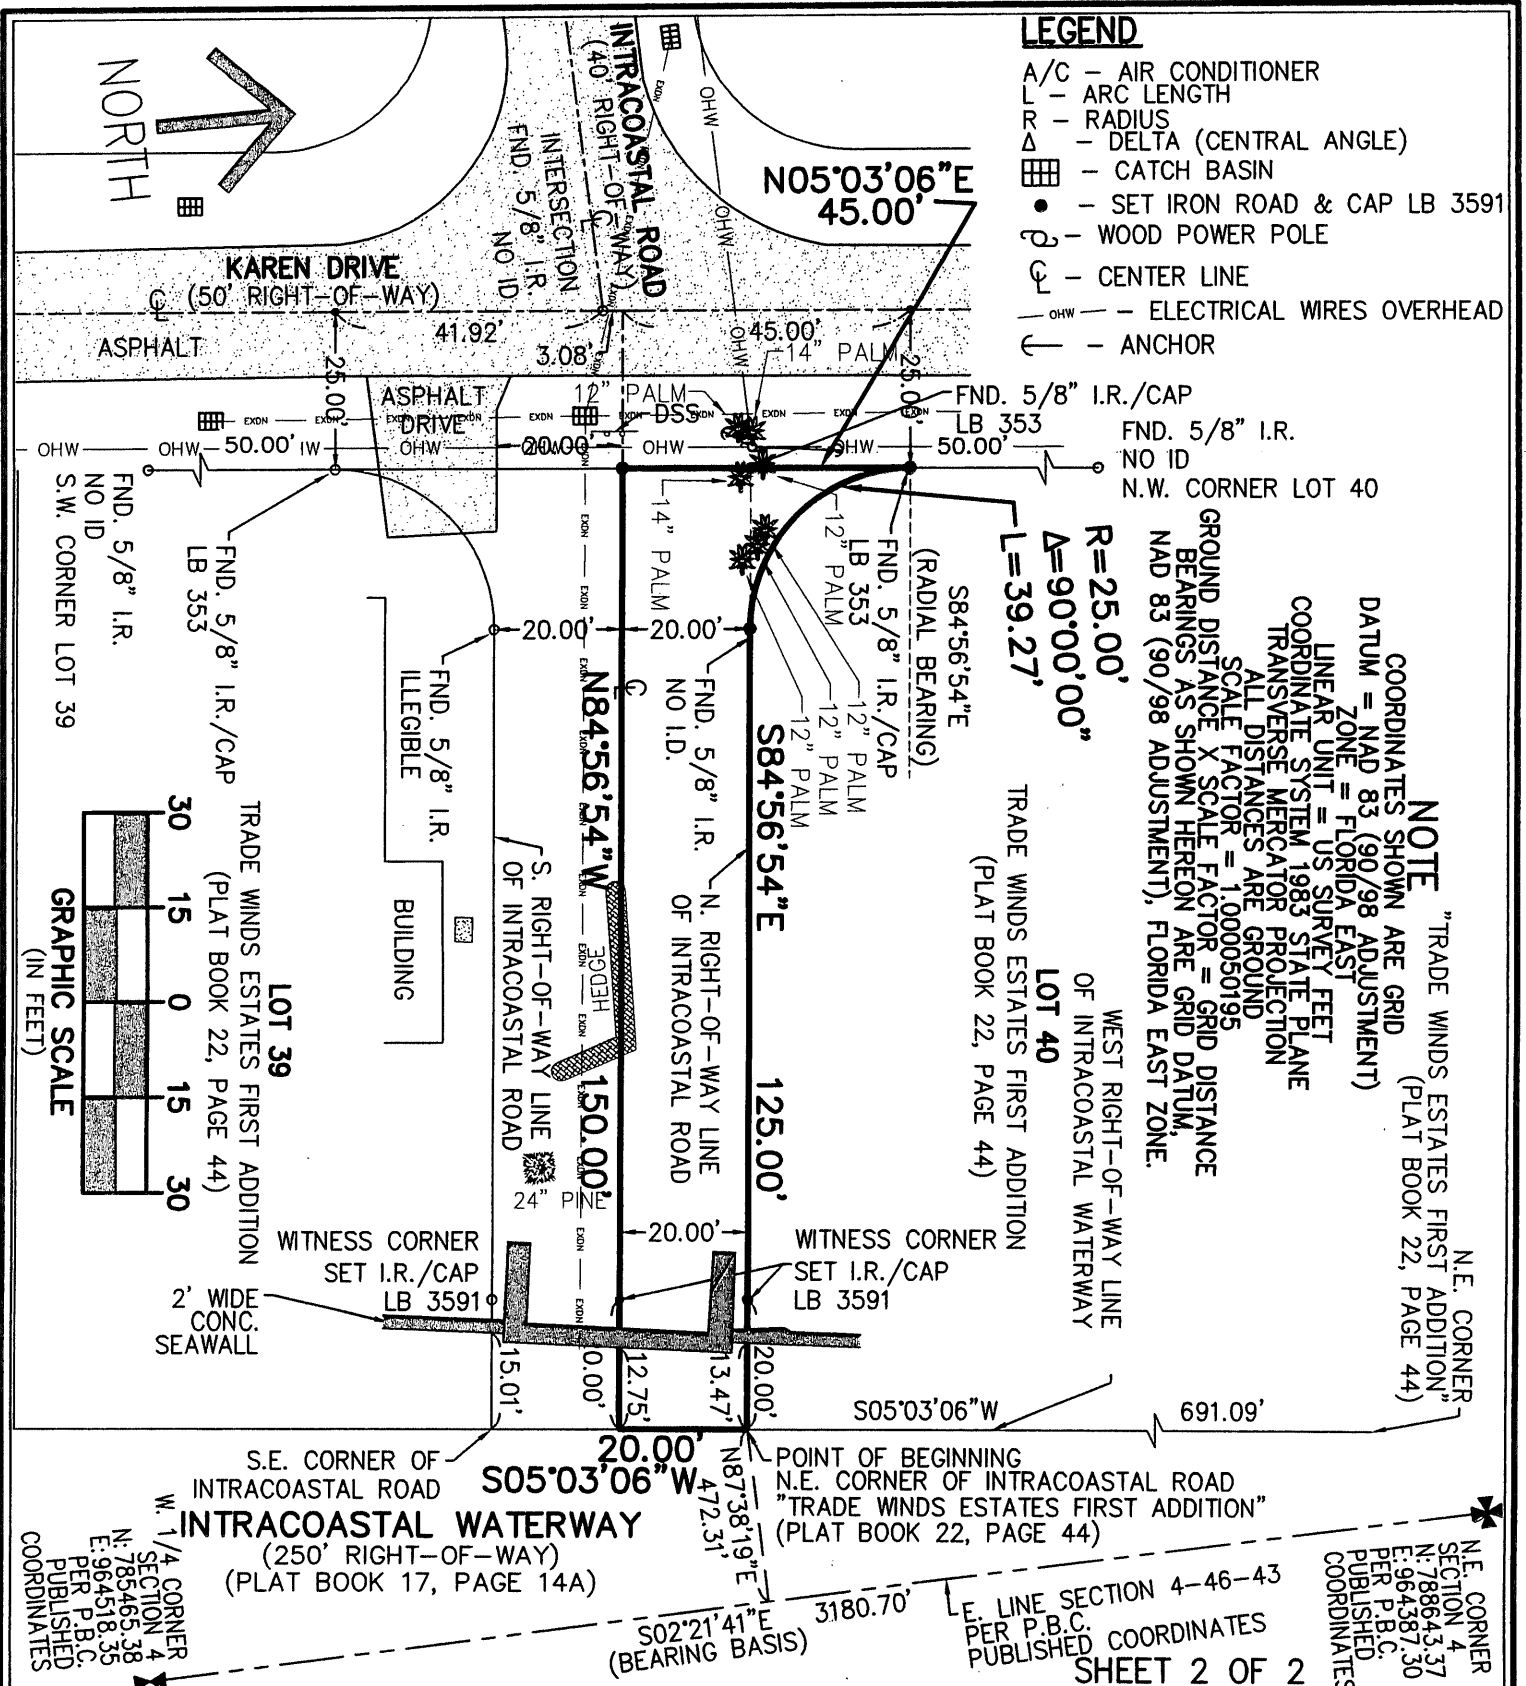 LEGEND
A/C – AIR CONDITIONER
L – ARC LENGTH
R – RADIUS
Δ – DELTA (CENTRAL ANGLE)
– CATCH BASIN
– SET IRON ROAD & CAP LB 3591
– WOOD POWER POLE
℄ – CENTER LINE
— OHW — – ELECTRICAL WIRES OVERHEAD
– ANCHOR
NORTH
INTRACOASTAL ROAD
(40' RIGHT-OF-WAY)
INTERSECTION
FND. 5/8" I.R.
NO ID
N05°03'06"E
45.00'
KAREN DRIVE
(50' RIGHT-OF-WAY)
℄
ASPHALT
41.92'
3.08'
45.00'
14" PALM
25.00'
25.00'
ASPHALT
DRIVE
12" PALM
DSS
EXDN
OHW
50.00'
20.00'
50.00'
FND. 5/8" I.R./CAP
LB 353
FND. 5/8" I.R.
NO ID
N.W. CORNER LOT 40
FND. 5/8" I.R.
NO ID
S.W. CORNER LOT 39
FND. 5/8" I.R./CAP
LB 353
14" PALM
12" PALM
FND. 5/8" I.R./CAP
LB 353
(RADIAL BEARING)
S84°56'54"E
R=25.00'
Δ=90°00'00"
L=39.27'
20.00'
20.00'
FND. 5/8" I.R.
ILLEGIBLE
N84°56'54"W
150.00'
℄
FND. 5/8" I.R.
NO I.D.
S84°56'54"E
125.00'
12" PALM
12" PALM
12" PALM
NOTE
COORDINATES SHOWN ARE GRID
DATUM = NAD 83 (90/98 ADJUSTMENT)
ZONE = FLORIDA EAST
LINEAR UNIT = US SURVEY FEET
COORDINATE SYSTEM 1983 STATE PLANE
TRANSVERSE MERCATOR PROJECTION
ALL DISTANCES ARE GROUND
SCALE FACTOR = 1.000050195
GROUND DISTANCE X SCALE FACTOR = GRID DISTANCE
BEARINGS AS SHOWN HEREON ARE GRID DATUM,
NAD 83 (90/98 ADJUSTMENT), FLORIDA EAST ZONE.
N.E. CORNER
"TRADE WINDS ESTATES FIRST ADDITION"
(PLAT BOOK 22, PAGE 44)
LOT 40
TRADE WINDS ESTATES FIRST ADDITION
(PLAT BOOK 22, PAGE 44)
WEST RIGHT-OF-WAY LINE
OF INTRACOASTAL WATERWAY
N. RIGHT-OF-WAY LINE
OF INTRACOASTAL ROAD
S. RIGHT-OF-WAY LINE
OF INTRACOASTAL ROAD
HEDGE
BUILDING
LOT 39
TRADE WINDS ESTATES FIRST ADDITION
(PLAT BOOK 22, PAGE 44)
30 15 0 15 30
GRAPHIC SCALE
(IN FEET)
24" PINE
20.00'
WITNESS CORNER
SET I.R./CAP
LB 3591
WITNESS CORNER
SET I.R./CAP
LB 3591
2' WIDE
CONC.
SEAWALL
15.01'
12.75'
13.47'
20.00'
S05°03'06"W
691.09'
20.00'
S05°03'06"W
S.E. CORNER OF
INTRACOASTAL ROAD
POINT OF BEGINNING
N.E. CORNER OF INTRACOASTAL ROAD
"TRADE WINDS ESTATES FIRST ADDITION"
(PLAT BOOK 22, PAGE 44)
N87°38'19"E
472.31'
INTRACOASTAL WATERWAY
(250' RIGHT-OF-WAY)
(PLAT BOOK 17, PAGE 14A)
W. 1/4 CORNER
SECTION 4
N: 785465.38
E: 964518.35
PER P.B.C.
PUBLISHED
COORDINATES
S02°21'41"E
3180.70'
(BEARING BASIS)
E. LINE SECTION 4-46-43
PER P.B.C.
PUBLISHED COORDINATES
N.E. CORNER
SECTION 4
N: 788643.37
E: 964387.30
PER P.B.C.
PUBLISHED
COORDINATES
SHEET 2 OF 2